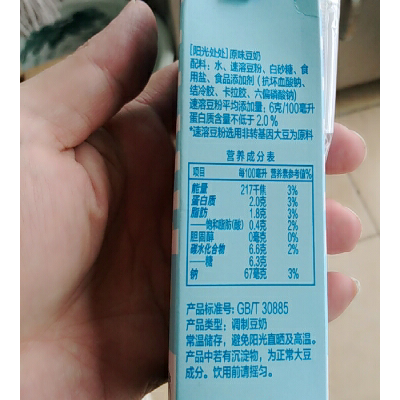 [阳光处处]原味豆奶
配料：水、速溶豆粉、白砂糖、食
用盐、食品添加剂（抗坏血酸钠、
结冷胶、卡拉胶、六偏磷酸钠）
速溶豆粉平均添加量：6克/100毫升
蛋白质含量不低于2.0%
*速溶豆粉选用非转基因大豆为原料
营养成分表
项目 每100毫升 营养素参考值%
能量 217千焦 3%
蛋白质 2.0克 3%
脂肪 1.8克 3%
——饱和脂肪(酸) 0.4克 2%
胆固醇 0毫克 0%
碳水化合物 6.6克 2%
——糖 6.3克
钠 67毫克 3%
产品标准号：GB/T 30885
产品类型：调制豆奶
常温储存，避免阳光直晒及高温。
产品中若有沉淀物，为正常大豆
成分。饮用前请摇匀。